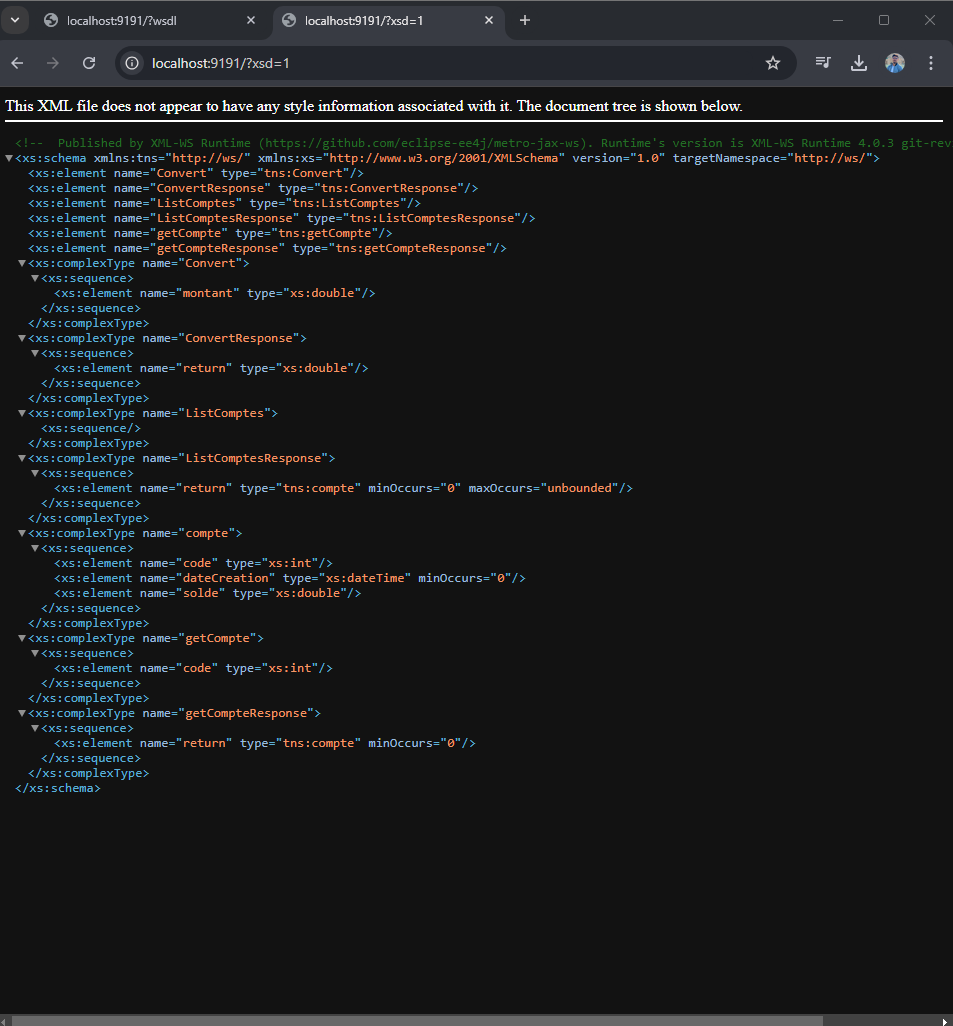 localhost:9191/?wsdl
localhost:9191/?xsd=1
localhost:9191/?xsd=1
This XML file does not appear to have any style information associated with it. The document tree is shown below.
<!-- Published by XML-WS Runtime (https://github.com/eclipse-ee4j/metro-jax-ws). Runtime's version is XML-WS Runtime 4.0.3 git-rev
<xs:schema xmlns:tns="http://ws/" xmlns:xs="http://www.w3.org/2001/XMLSchema" version="1.0" targetNamespace="http://ws/">
<xs:element name="Convert" type="tns:Convert"/>
<xs:element name="ConvertResponse" type="tns:ConvertResponse"/>
<xs:element name="ListComptes" type="tns:ListComptes"/>
<xs:element name="ListComptesResponse" type="tns:ListComptesResponse"/>
<xs:element name="getCompte" type="tns:getCompte"/>
<xs:element name="getCompteResponse" type="tns:getCompteResponse"/>
<xs:complexType name="Convert">
<xs:sequence>
<xs:element name="montant" type="xs:double"/>
</xs:sequence>
</xs:complexType>
<xs:complexType name="ConvertResponse">
<xs:sequence>
<xs:element name="return" type="xs:double"/>
</xs:sequence>
</xs:complexType>
<xs:complexType name="ListComptes">
<xs:sequence/>
</xs:complexType>
<xs:complexType name="ListComptesResponse">
<xs:sequence>
<xs:element name="return" type="tns:compte" minOccurs="0" maxOccurs="unbounded"/>
</xs:sequence>
</xs:complexType>
<xs:complexType name="compte">
<xs:sequence>
<xs:element name="code" type="xs:int"/>
<xs:element name="dateCreation" type="xs:dateTime" minOccurs="0"/>
<xs:element name="solde" type="xs:double"/>
</xs:sequence>
</xs:complexType>
<xs:complexType name="getCompte">
<xs:sequence>
<xs:element name="code" type="xs:int"/>
</xs:sequence>
</xs:complexType>
<xs:complexType name="getCompteResponse">
<xs:sequence>
<xs:element name="return" type="tns:compte" minOccurs="0"/>
</xs:sequence>
</xs:complexType>
</xs:schema>